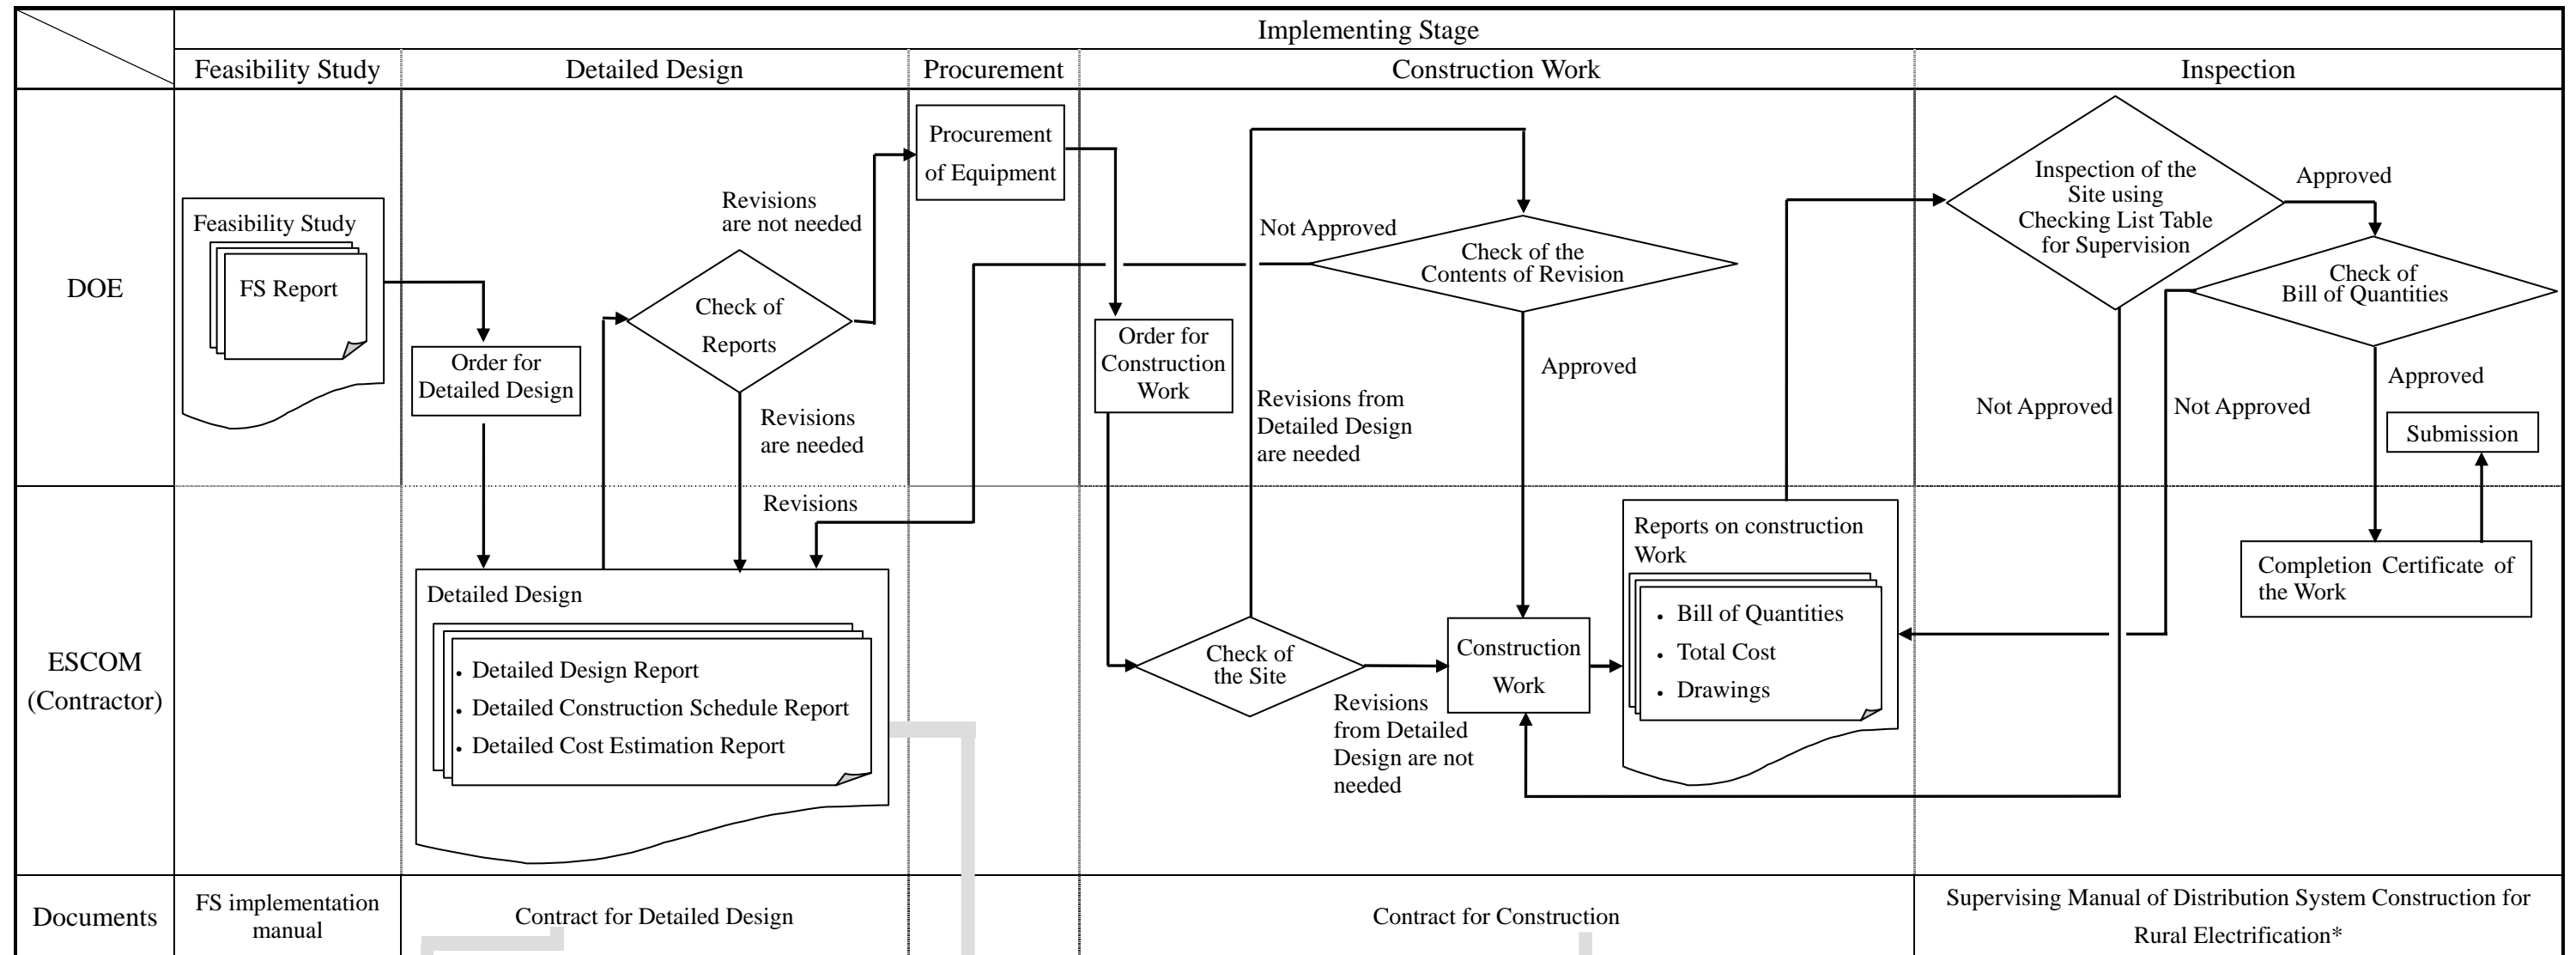 Implementing Stage
Feasibility Study
Detailed Design
Procurement
Construction Work
Inspection
DOE
Feasibility Study
FS Report
Order for
Detailed Design
Check of
Reports
Revisions
are not needed
Revisions
are needed
Procurement
of Equipment
Order for
Construction
Work
Not Approved
Check of the
Contents of Revision
Approved
Revisions from
Detailed Design
are needed
Inspection of the
Site using
Checking List Table
for Supervision
Approved
Check of
Bill of Quantities
Not Approved
Not Approved
Approved
Submission
ESCOM
(Contractor)
Revisions
Detailed Design
• Detailed Design Report
• Detailed Construction Schedule Report
• Detailed Cost Estimation Report
Check of
the Site
Revisions
from Detailed
Design are not
needed
Construction
Work
Reports on construction
Work
• Bill of Quantities
• Total Cost
• Drawings
Completion Certificate of
the Work
Documents
FS implementation
manual
Contract for Detailed Design
Contract for Construction
Supervising Manual of Distribution System Construction for
Rural Electrification*